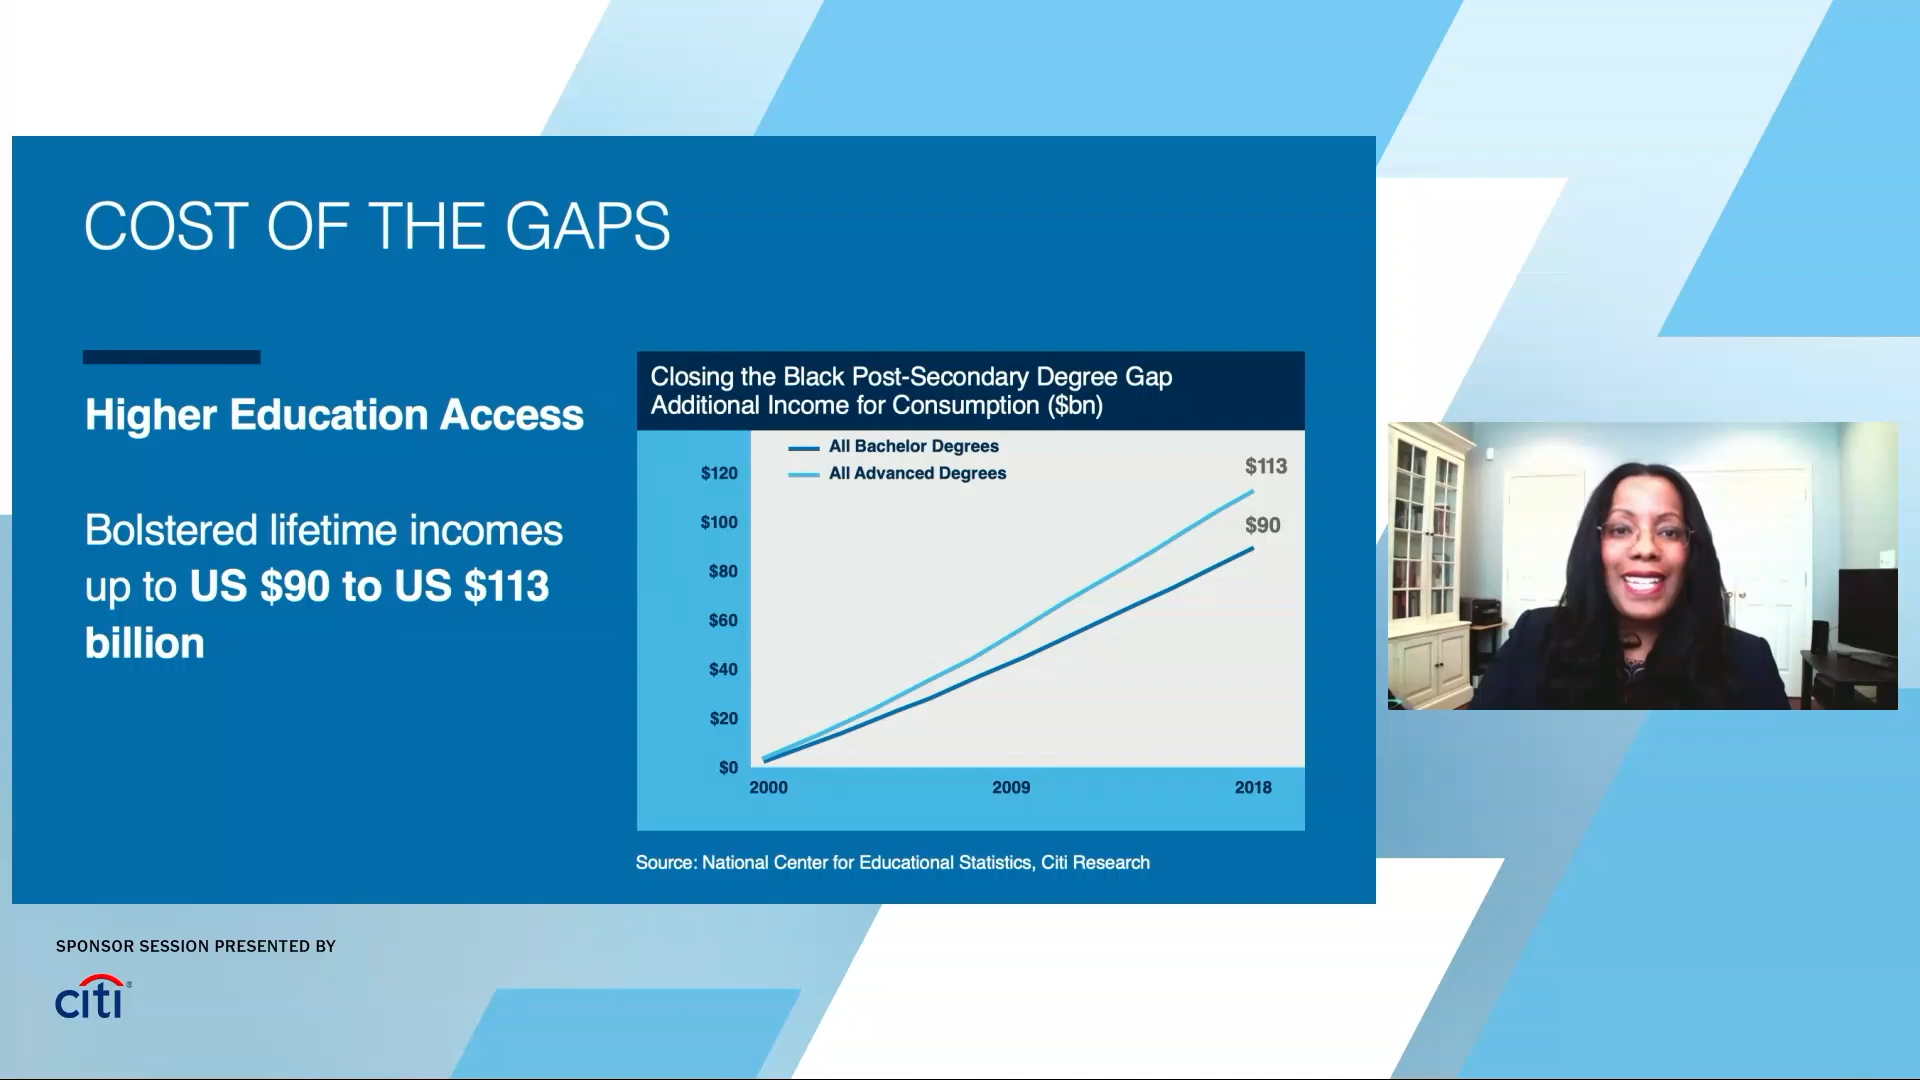 COST OF THE GAPS
Higher Education Access
Bolstered lifetime incomes
up to US $90 to US $113
billion
Closing the Black Post-Secondary Degree Gap
Additional Income for Consumption ($bn)
All Bachelor Degrees
All Advanced Degrees
$120
$100
$80
$60
$40
$20
$0
$113
$90
2000 2009 2018
Source: National Center for Educational Statistics, Citi Research
SPONSOR SESSION PRESENTED BY
citi®